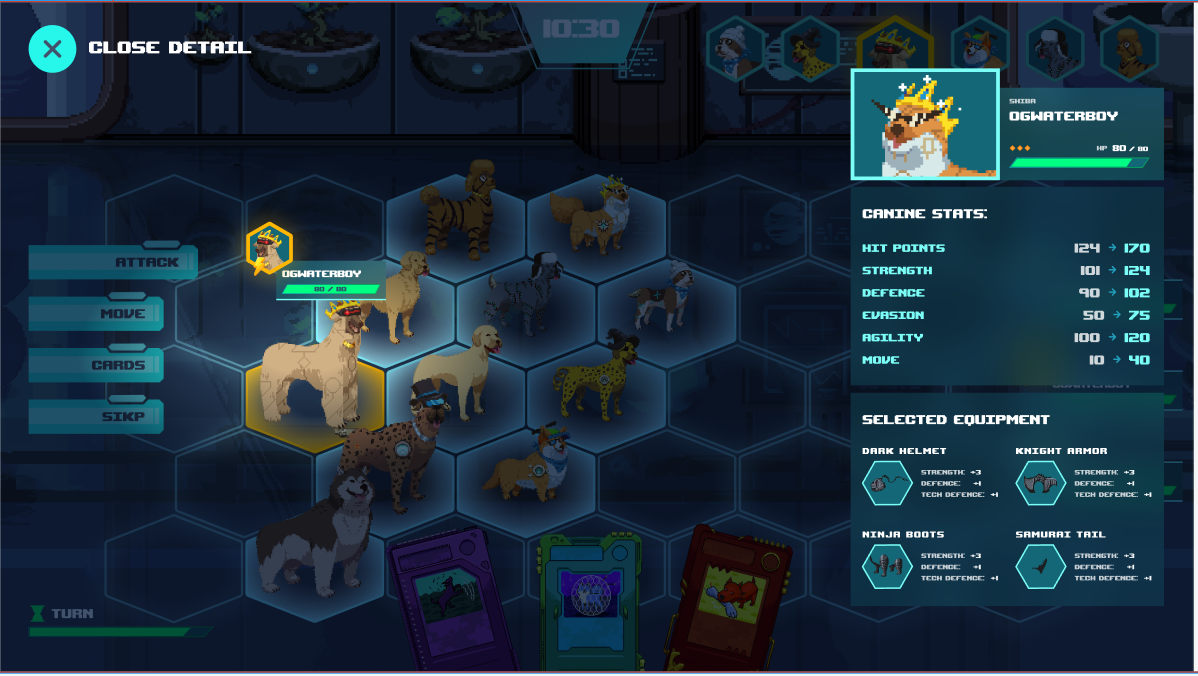 CLOSE DETAIL
10:30
SHIBA
OGWATERBOY
HP 80 / 80
CANINE STATS:
HIT POINTS 124 → 170
STRENGTH 101 → 124
DEFENCE 90 → 102
EVASION 50 → 75
AGILITY 100 → 120
MOVE 10 → 40
ATTACK
MOVE
CARDS
SIKP
OGWATERBOY
80 / 80
OGWATERBOY
SELECTED EQUIPMENT
DARK HELMET
STRENGTH: +3
DEFENCE: +1
TECH DEFENCE: +1
KNIGHT ARMOR
STRENGTH: +3
DEFENCE: +1
TECH DEFENCE: +1
NINJA BOOTS
STRENGTH: +3
DEFENCE: +1
TECH DEFENCE: +1
SAMURAI TAIL
STRENGTH: +3
DEFENCE: +1
TECH DEFENCE: +1
TURN